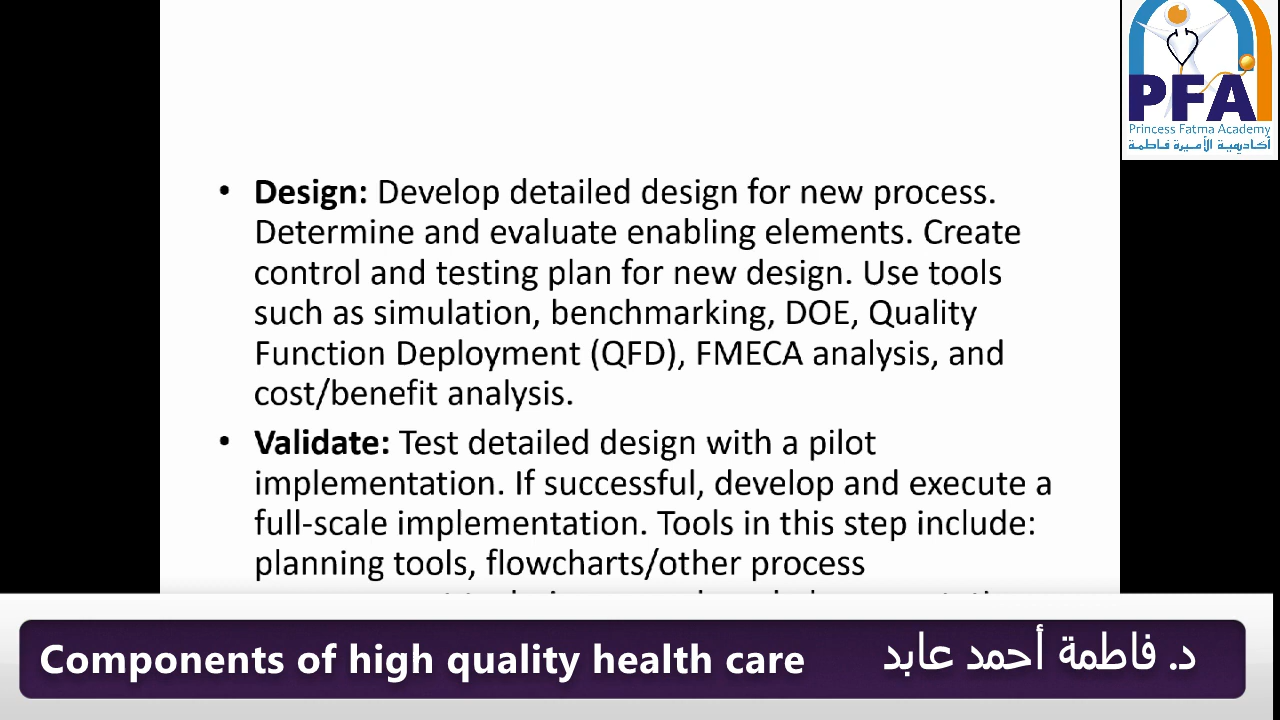 PFA
Princess Fatma Academy
أكاديمية الأميرة فاطمة
• Design: Develop detailed design for new process.
Determine and evaluate enabling elements. Create
control and testing plan for new design. Use tools
such as simulation, benchmarking, DOE, Quality
Function Deployment (QFD), FMECA analysis, and
cost/benefit analysis.
• Validate: Test detailed design with a pilot
implementation. If successful, develop and execute a
full-scale implementation. Tools in this step include:
planning tools, flowcharts/other process
Components of high quality health care
د. فاطمة أحمد عابد